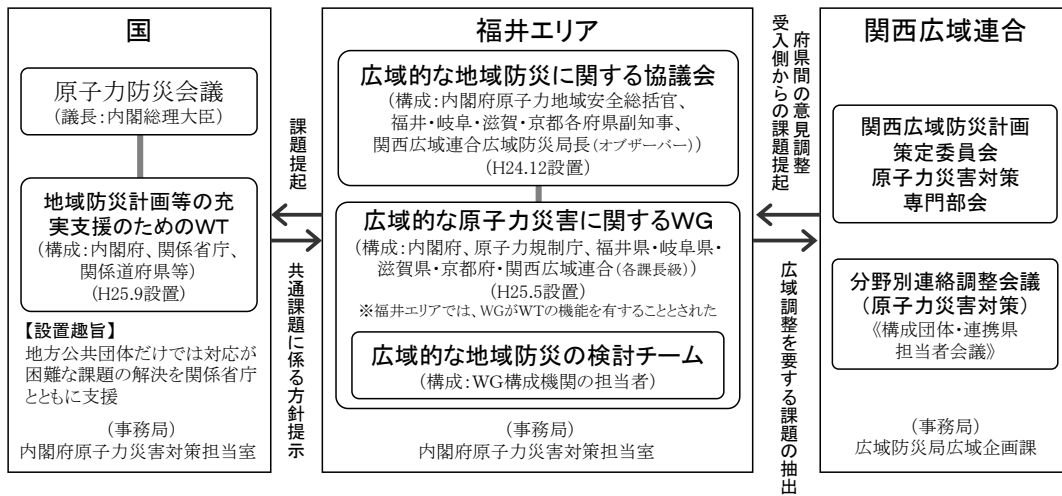 国
原子力防災会議
(議長:内閣総理大臣)
地域防災計画等の充
実支援のためのWT
(構成:内閣府、関係省庁、
関係道府県等)
(H25.9設置)
【設置趣旨】
地方公共団体だけでは対応が
困難な課題の解決を関係省庁
とともに支援
(事務局)
内閣府原子力災害対策担当室
課題提起
共通課題に係る方針提示
福井エリア
広域的な地域防災に関する協議会
(構成:内閣府原子力地域安全総括官、
福井・岐阜・滋賀・京都各府県副知事、
関西広域連合広域防災局長(オブザーバー))
(H24.12設置)
広域的な原子力災害に関するWG
(構成:内閣府、原子力規制庁、福井県・岐阜県・
滋賀県・京都府・関西広域連合(各課長級))
(H25.5設置)
※福井エリアでは、WGがWTの機能を有することとされた
広域的な地域防災の検討チーム
(構成:WG構成機関の担当者)
(事務局)
内閣府原子力災害対策担当室
府県間の意見調整
受入側からの課題提起
広域調整を要する課題の抽出
関西広域連合
関西広域防災計画
策定委員会
原子力災害対策
専門部会
分野別連絡調整会議
(原子力災害対策)
《構成団体・連携県
担当者会議》
(事務局)
広域防災局広域企画課